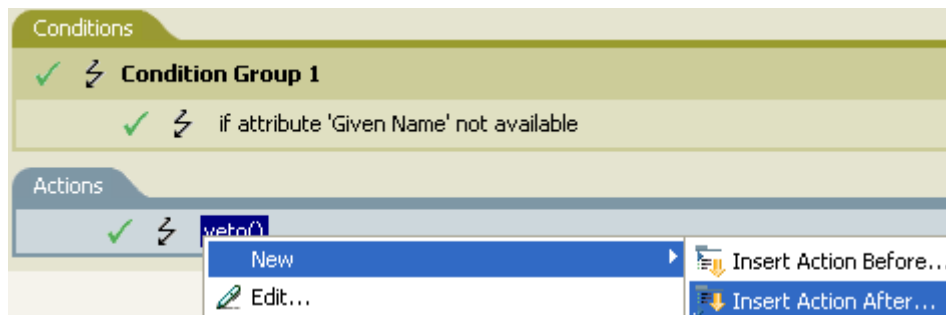 Conditions
Condition Group 1
if attribute 'Given Name' not available
Actions
veto()
New
Insert Action Before...
Edit...
Insert Action After...